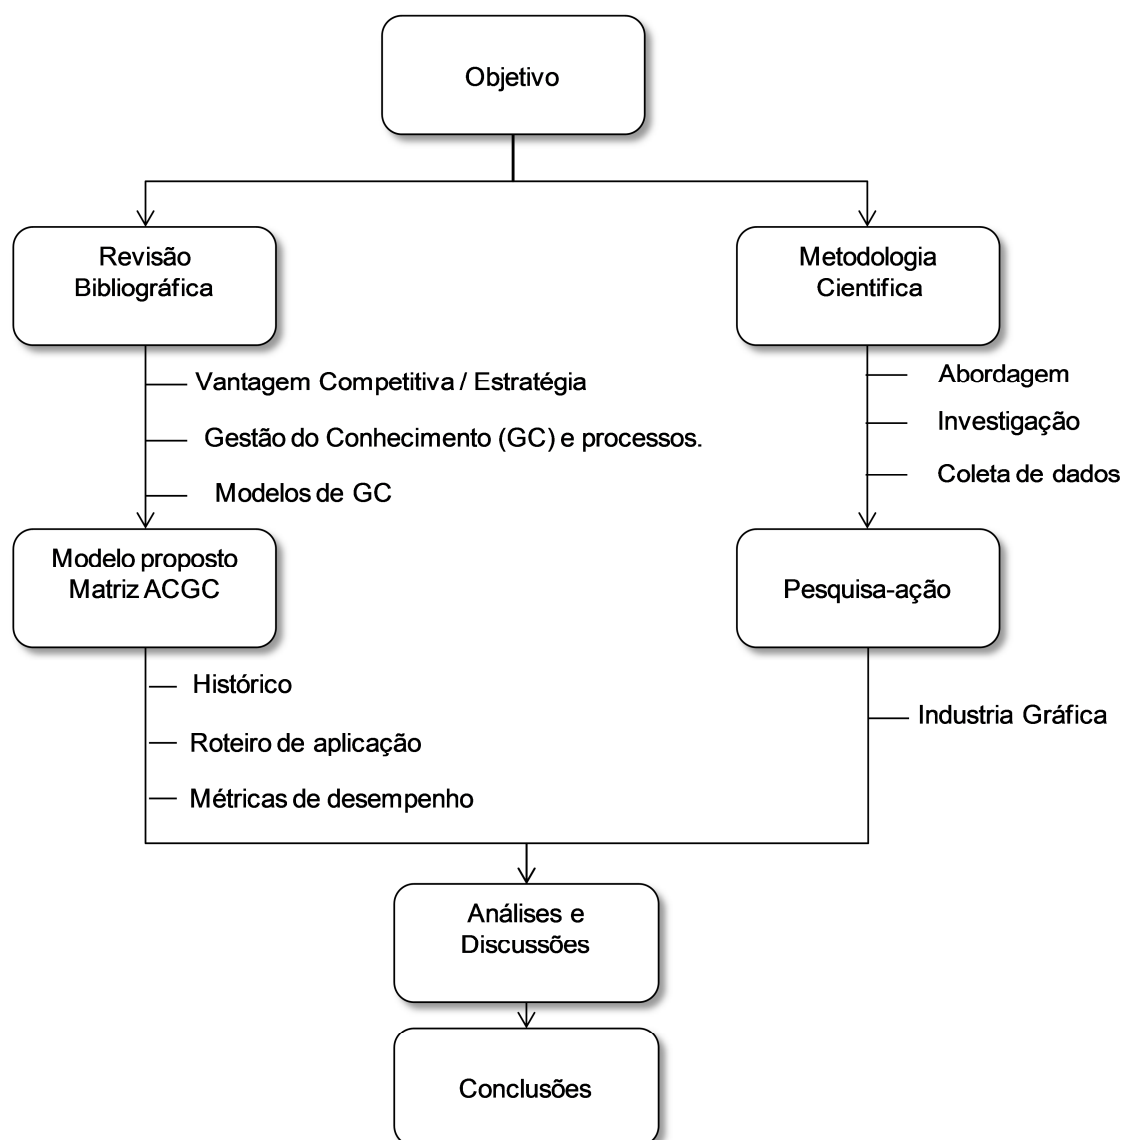 Objetivo
Revisão
Bibliográfica
Metodologia
Cientifica
Vantagem Competitiva / Estratégia
Gestão do Conhecimento (GC) e processos.
Modelos de GC
Abordagem
Investigação
Coleta de dados
Modelo proposto
Matriz ACGC
Pesquisa-ação
Histórico
Roteiro de aplicação
Métricas de desempenho
Industria Gráfica
Análises e
Discussões
Conclusões